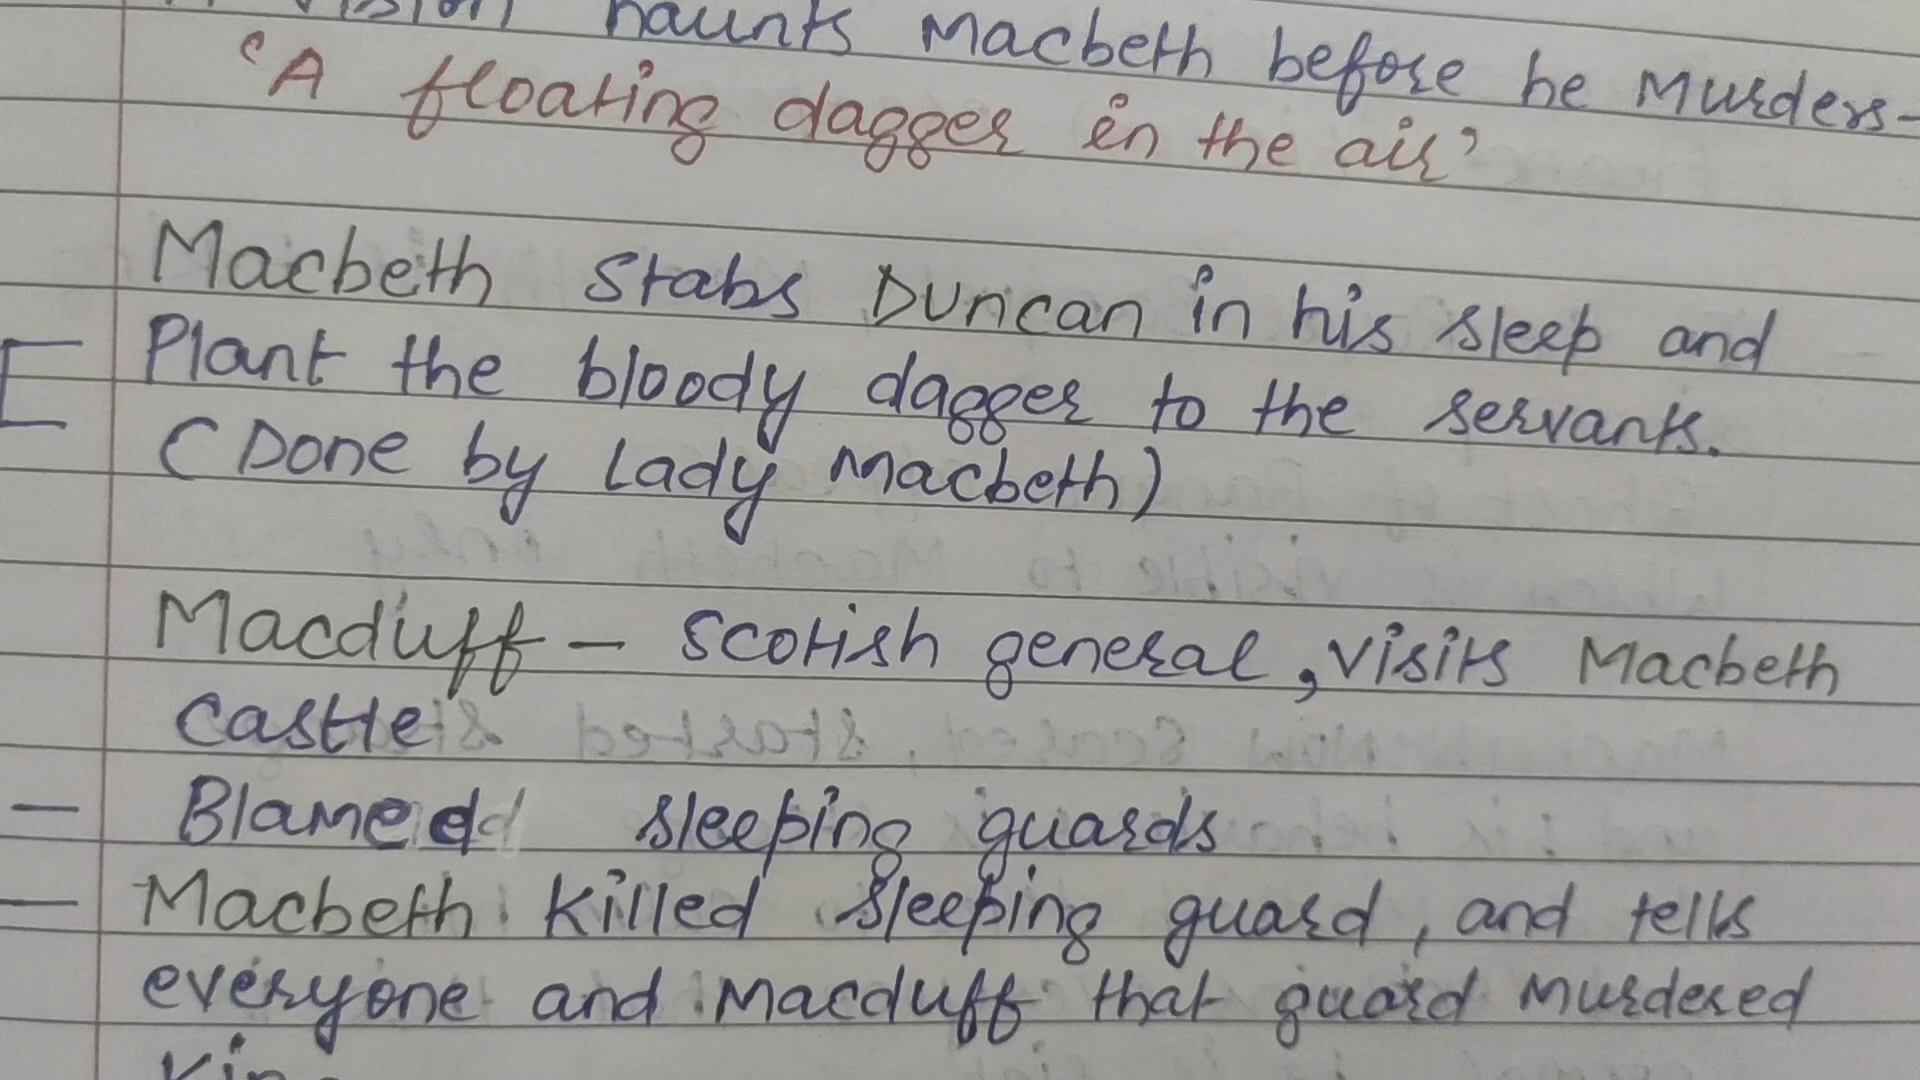 vision haunts Macbeth before he Murders-
'A floating dagger in the air'
Macbeth stabs Duncan in his sleep and
Plant the bloody dagger to the servants.
(Done by Lady Macbeth)
Macduff - Scottish general, visits Macbeth
castle
- Blamed sleeping guards
- Macbeth killed sleeping guard, and tells
everyone and Macduff that guard murdered